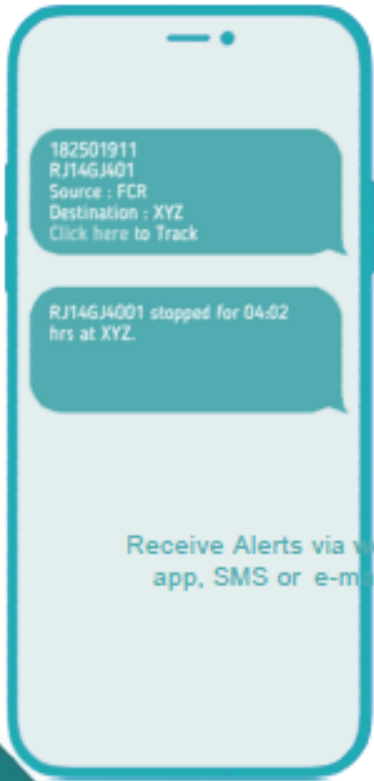 182501911
RJ14GJ401
Source : FCR
Destination : XYZ
Click here to Track
RJ14GJ4001 stopped for 04:02
hrs at XYZ.
Receive Alerts via
app, SMS or